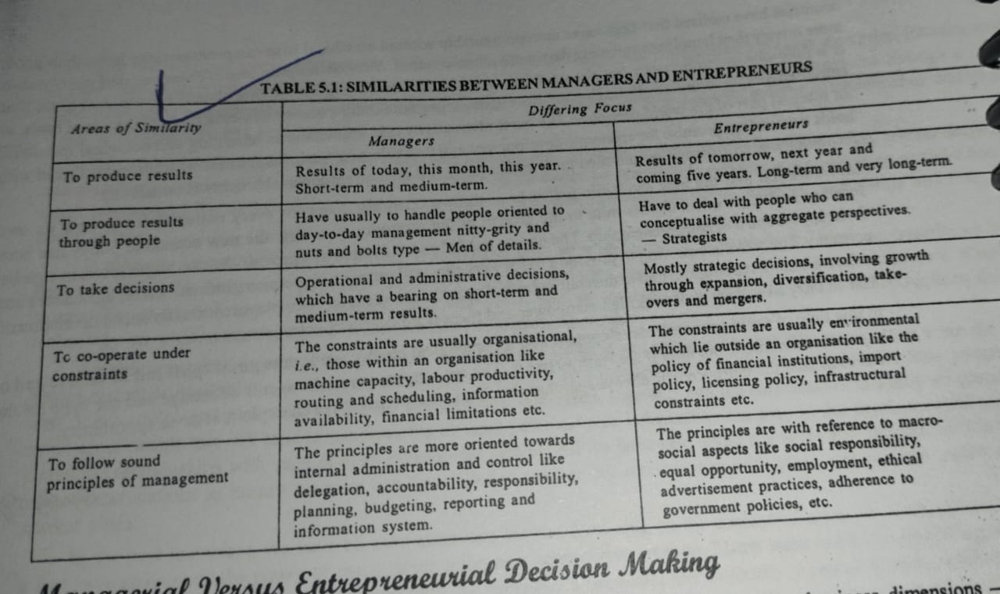 TABLE 5.1: SIMILARITIES BETWEEN MANAGERS AND ENTREPRENEURS
Areas of Similarity
Differing Focus
Managers
Entrepreneurs
To produce results
Results of today, this month, this year.
Short-term and medium-term.
Results of tomorrow, next year and
coming five years. Long-term and very long-term.
To produce results
through people
Have usually to handle people oriented to
day-to-day management nitty-grity and
nuts and bolts type — Men of details.
Have to deal with people who can
conceptualise with aggregate perspectives.
— Strategists
To take decisions
Operational and administrative decisions,
which have a bearing on short-term and
medium-term results.
Mostly strategic decisions, involving growth
through expansion, diversification, take-
overs and mergers.
To co-operate under
constraints
The constraints are usually organisational,
i.e., those within an organisation like
machine capacity, labour productivity,
routing and scheduling, information
availability, financial limitations etc.
The constraints are usually environmental
which lie outside an organisation like the
policy of financial institutions, import
policy, licensing policy, infrastructural
constraints etc.
To follow sound
principles of management
The principles are more oriented towards
internal administration and control like
delegation, accountability, responsibility,
planning, budgeting, reporting and
information system.
The principles are with reference to macro-
social aspects like social responsibility,
equal opportunity, employment, ethical
advertisement practices, adherence to
government policies, etc.
Managerial Versus Entrepreneurial Decision Making
dimensions —